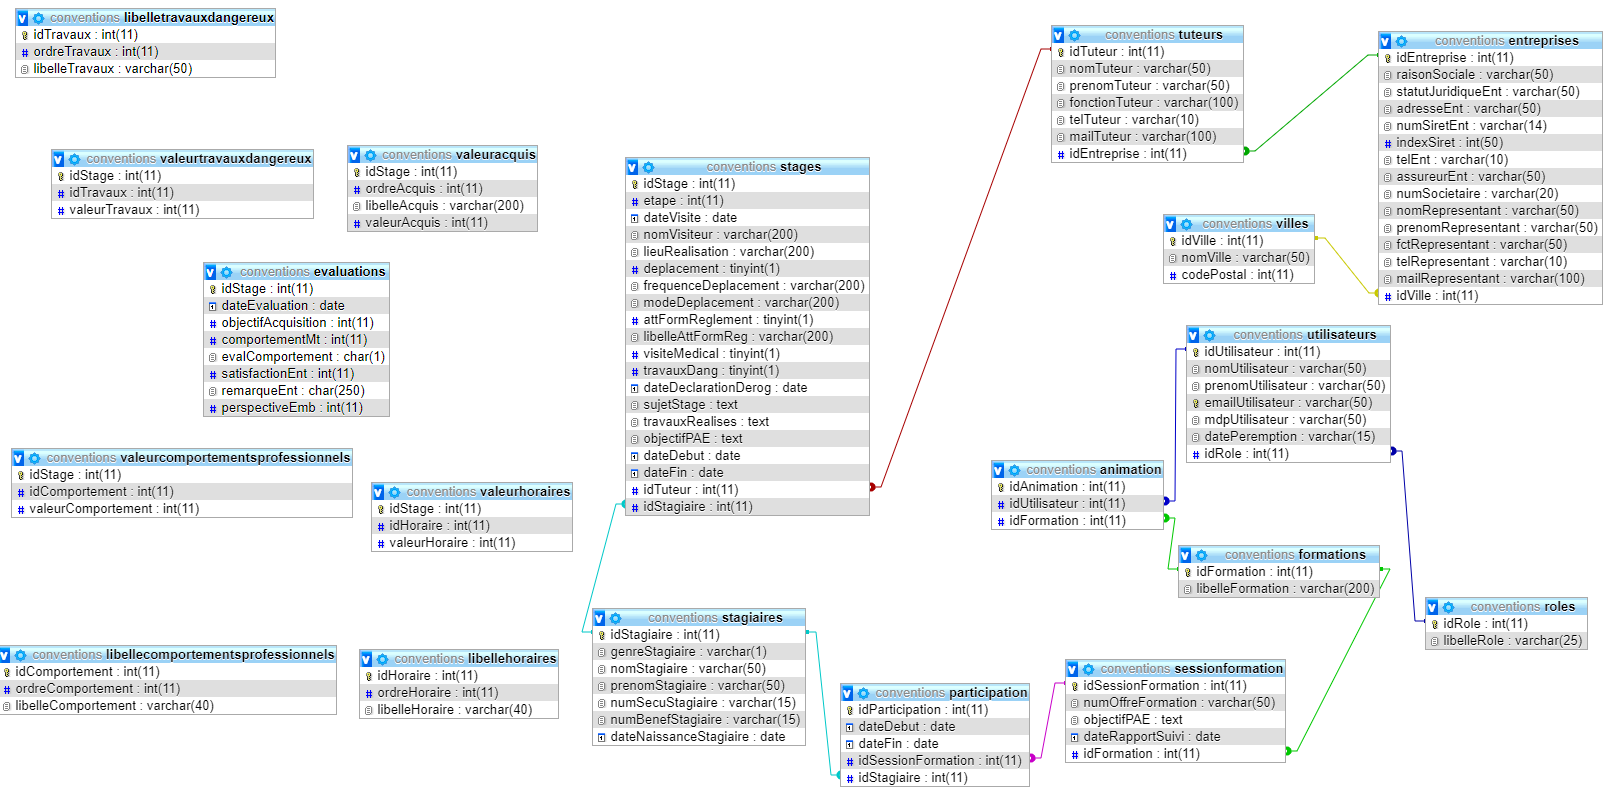 conventions libelletravauxdangereux
idTravaux : int(11)
ordreTravaux : int(11)
libelleTravaux : varchar(50)
conventions valeurtravauxdangereux
idStage : int(11)
idTravaux : int(11)
valeurTravaux : int(11)
conventions valeuracquis
idStage : int(11)
ordreAcquis : int(11)
libelleAcquis : varchar(200)
valeurAcquis : int(11)
conventions evaluations
idStage : int(11)
dateEvaluation : date
objectifAcquisition : int(11)
comportementMt : int(11)
evalComportement : char(1)
satisfactionEnt : int(11)
remarqueEnt : char(250)
perspectiveEmb : int(11)
conventions valeurcomportementsprofessionnels
idStage : int(11)
idComportement : int(11)
valeurComportement : int(11)
conventions valeurhoraires
idStage : int(11)
idHoraire : int(11)
valeurHoraire : int(11)
conventions libellecomportementsprofessionnels
idComportement : int(11)
ordreComportement : int(11)
libelleComportement : varchar(40)
conventions libellehoraires
idHoraire : int(11)
ordreHoraire : int(11)
libelleHoraire : varchar(40)
conventions stages
idStage : int(11)
etape : int(11)
dateVisite : date
nomVisiteur : varchar(200)
lieuRealisation : varchar(200)
deplacement : tinyint(1)
frequenceDeplacement : varchar(200)
modeDeplacement : varchar(200)
attFormReglement : tinyint(1)
libelleAttFormReg : varchar(200)
visiteMedical : tinyint(1)
travauxDang : tinyint(1)
dateDeclarationDerog : date
sujetStage : text
travauxRealises : text
objectifPAE : text
dateDebut : date
dateFin : date
idTuteur : int(11)
idStagiaire : int(11)
conventions stagiaires
idStagiaire : int(11)
genreStagiaire : varchar(1)
nomStagiaire : varchar(50)
prenomStagiaire : varchar(50)
numSecuStagiaire : varchar(15)
numBenefStagiaire : varchar(15)
dateNaissanceStagiaire : date
conventions participation
idParticipation : int(11)
dateDebut : date
dateFin : date
idSessionFormation : int(11)
idStagiaire : int(11)
conventions tuteurs
idTuteur : int(11)
nomTuteur : varchar(50)
prenomTuteur : varchar(50)
fonctionTuteur : varchar(100)
telTuteur : varchar(10)
mailTuteur : varchar(100)
idEntreprise : int(11)
conventions entreprises
idEntreprise : int(11)
raisonSociale : varchar(50)
statutJuridiqueEnt : varchar(50)
adresseEnt : varchar(50)
numSiretEnt : varchar(14)
indexSiret : int(50)
telEnt : varchar(10)
assureurEnt : varchar(50)
numSocietaire : varchar(20)
nomRepresentant : varchar(50)
prenomRepresentant : varchar(50)
fctRepresentant : varchar(50)
telRepresentant : varchar(10)
mailRepresentant : varchar(100)
idVille : int(11)
conventions villes
idVille : int(11)
nomVille : varchar(50)
codePostal : int(11)
conventions utilisateurs
idUtilisateur : int(11)
nomUtilisateur : varchar(50)
prenomUtilisateur : varchar(50)
emailUtilisateur : varchar(50)
mdpUtilisateur : varchar(50)
datePeremption : varchar(15)
idRole : int(11)
conventions animation
idAnimation : int(11)
idUtilisateur : int(11)
idFormation : int(11)
conventions formations
idFormation : int(11)
libelleFormation : varchar(200)
conventions roles
idRole : int(11)
libelleRole : varchar(25)
conventions sessionformation
idSessionFormation : int(11)
numOffreFormation : varchar(50)
objectifPAE : text
dateRapportSuivi : date
idFormation : int(11)